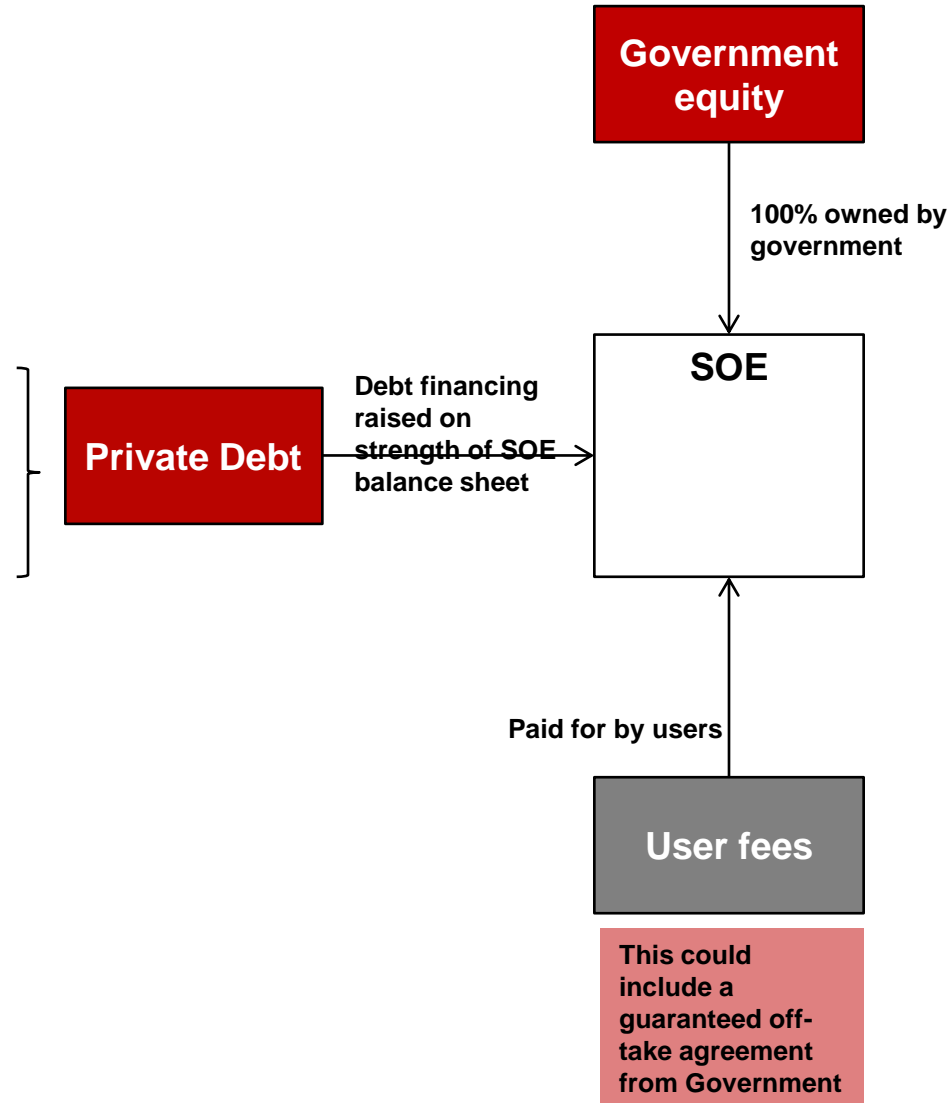 Government
equity
100% owned by
government
SOE
Debt financing
raised on
strength of SOE
balance sheet
Private Debt
Paid for by users
User fees
This could
include a
guaranteed off-
take agreement
from Government